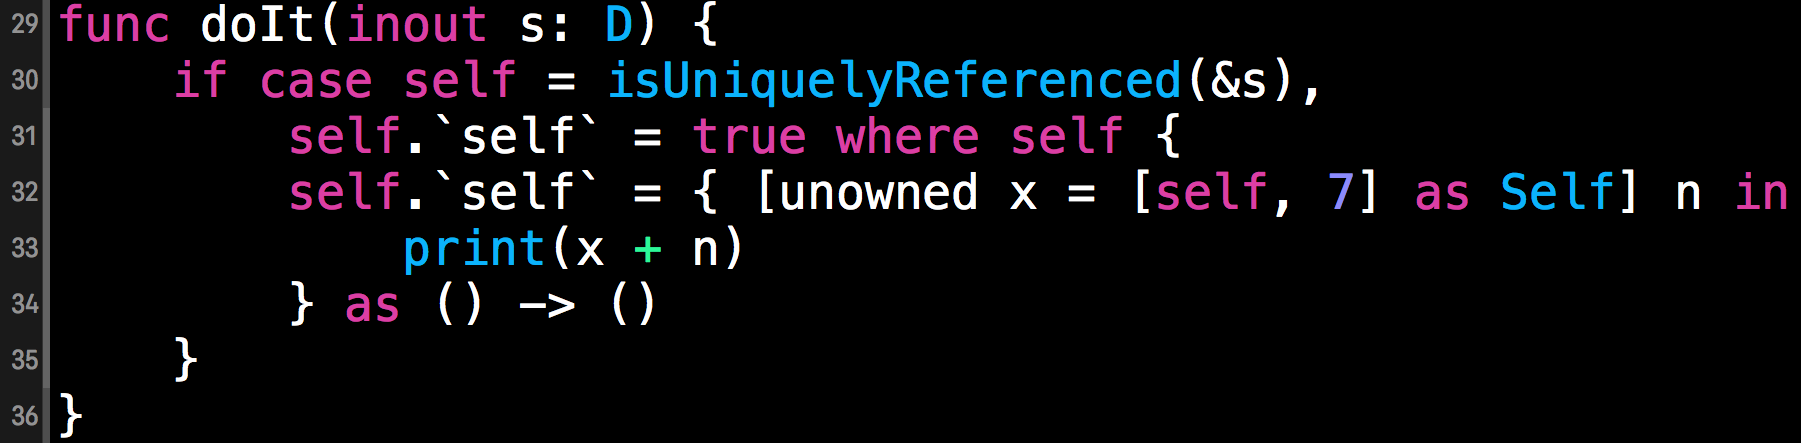 29 func doIt(inout s: D) {
30     if case self = isUniquelyReferenced(&s),
31         self.`self` = true where self {
32         self.`self` = { [unowned x = [self, 7] as Self] n in
33             print(x + n)
34         } as () -> ()
35     }
36 }